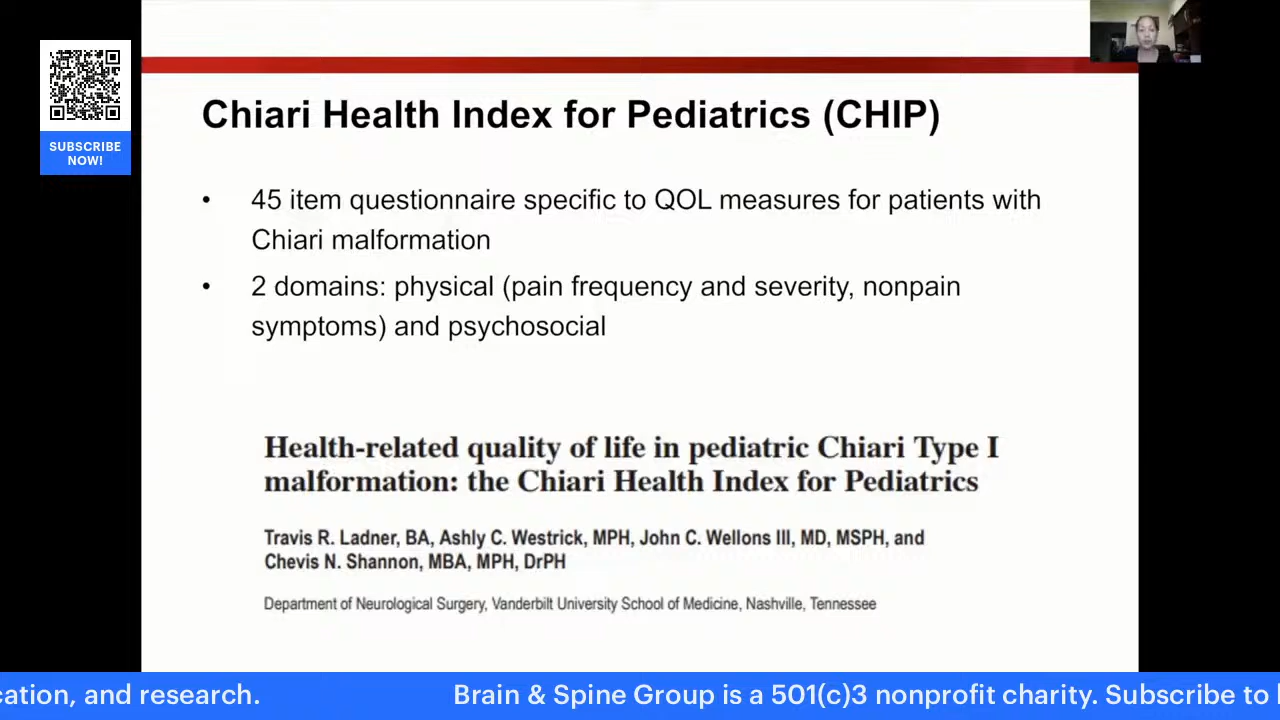 SUBSCRIBE
NOW!
Chiari Health Index for Pediatrics (CHIP)
• 45 item questionnaire specific to QOL measures for patients with
Chiari malformation
• 2 domains: physical (pain frequency and severity, nonpain
symptoms) and psychosocial
Health-related quality of life in pediatric Chiari Type I
malformation: the Chiari Health Index for Pediatrics
Travis R. Ladner, BA, Ashly C. Westrick, MPH, John C. Wellons III, MD, MSPH, and
Chevis N. Shannon, MBA, MPH, DrPH
Department of Neurological Surgery, Vanderbilt University School of Medicine, Nashville, Tennessee
cation, and research. Brain & Spine Group is a 501(c)3 nonprofit charity. Subscribe to